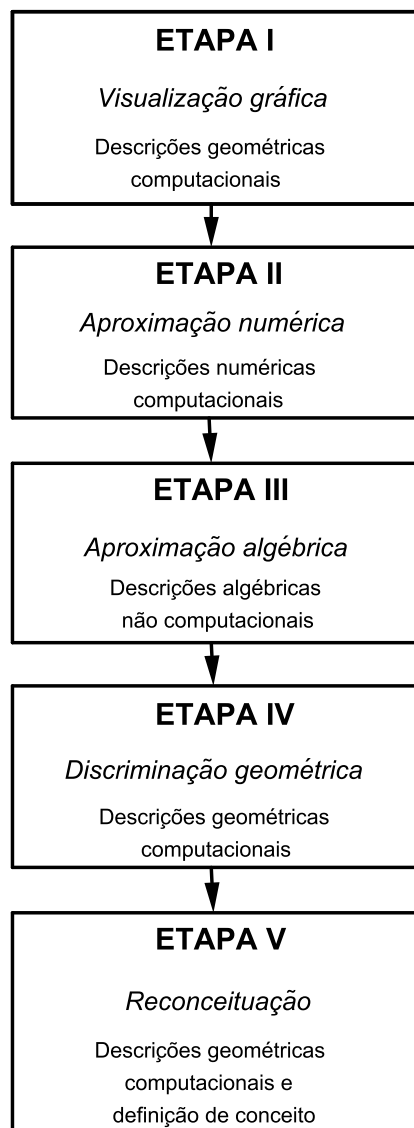 ETAPA I
Visualização gráfica
Descrições geométricas
computacionais
ETAPA II
Aproximação numérica
Descrições numéricas
computacionais
ETAPA III
Aproximação algébrica
Descrições algébricas
não computacionais
ETAPA IV
Discriminação geométrica
Descrições geométricas
computacionais
ETAPA V
Reconceituação
Descrições geométricas
computacionais e
definição de conceito